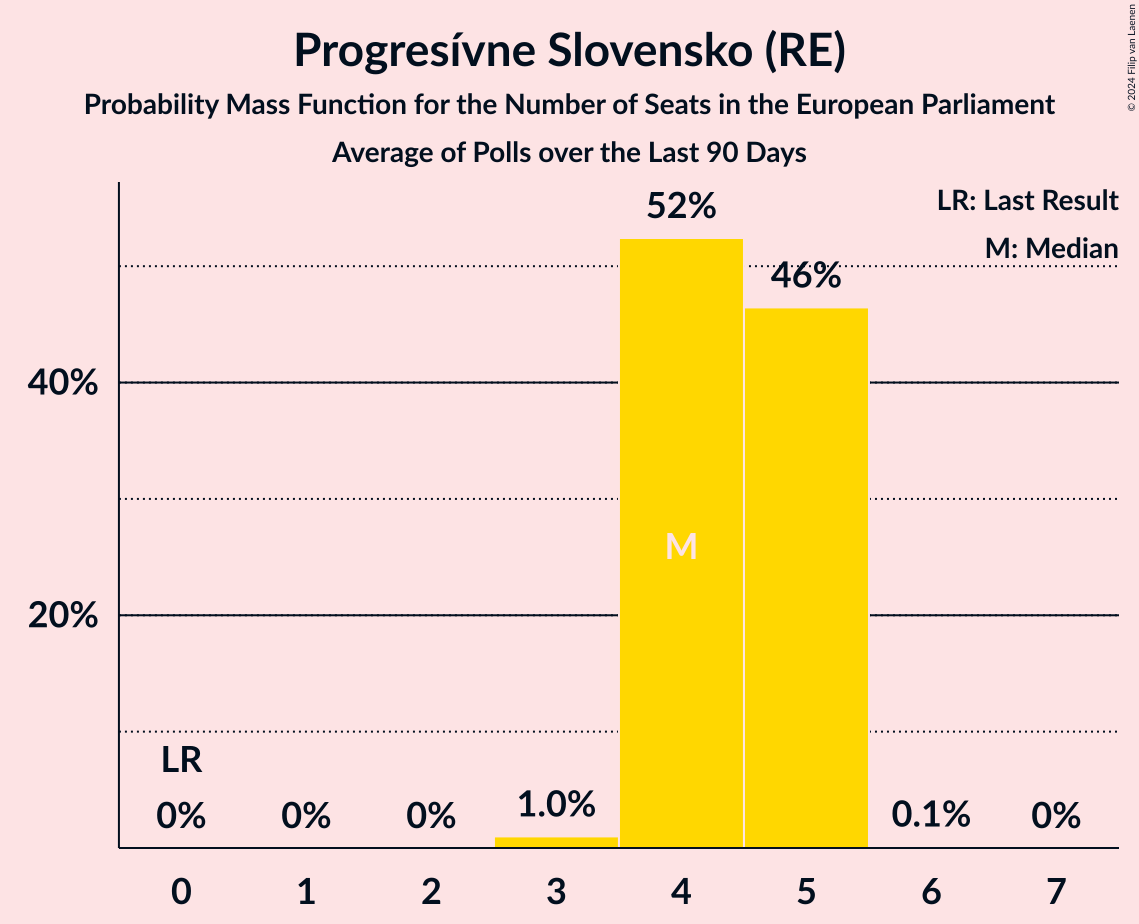 Progresívne Slovensko (RE)
Probability Mass Function for the Number of Seats in the European Parliament
Average of Polls over the Last 90 Days
© 2024 Filip van Laenen
LR: Last Result
M: Median
52%
46%
40%
M
20%
LR
0%
0%
0%
1.0%
0.1%
0%
0 1 2 3 4 5 6 7